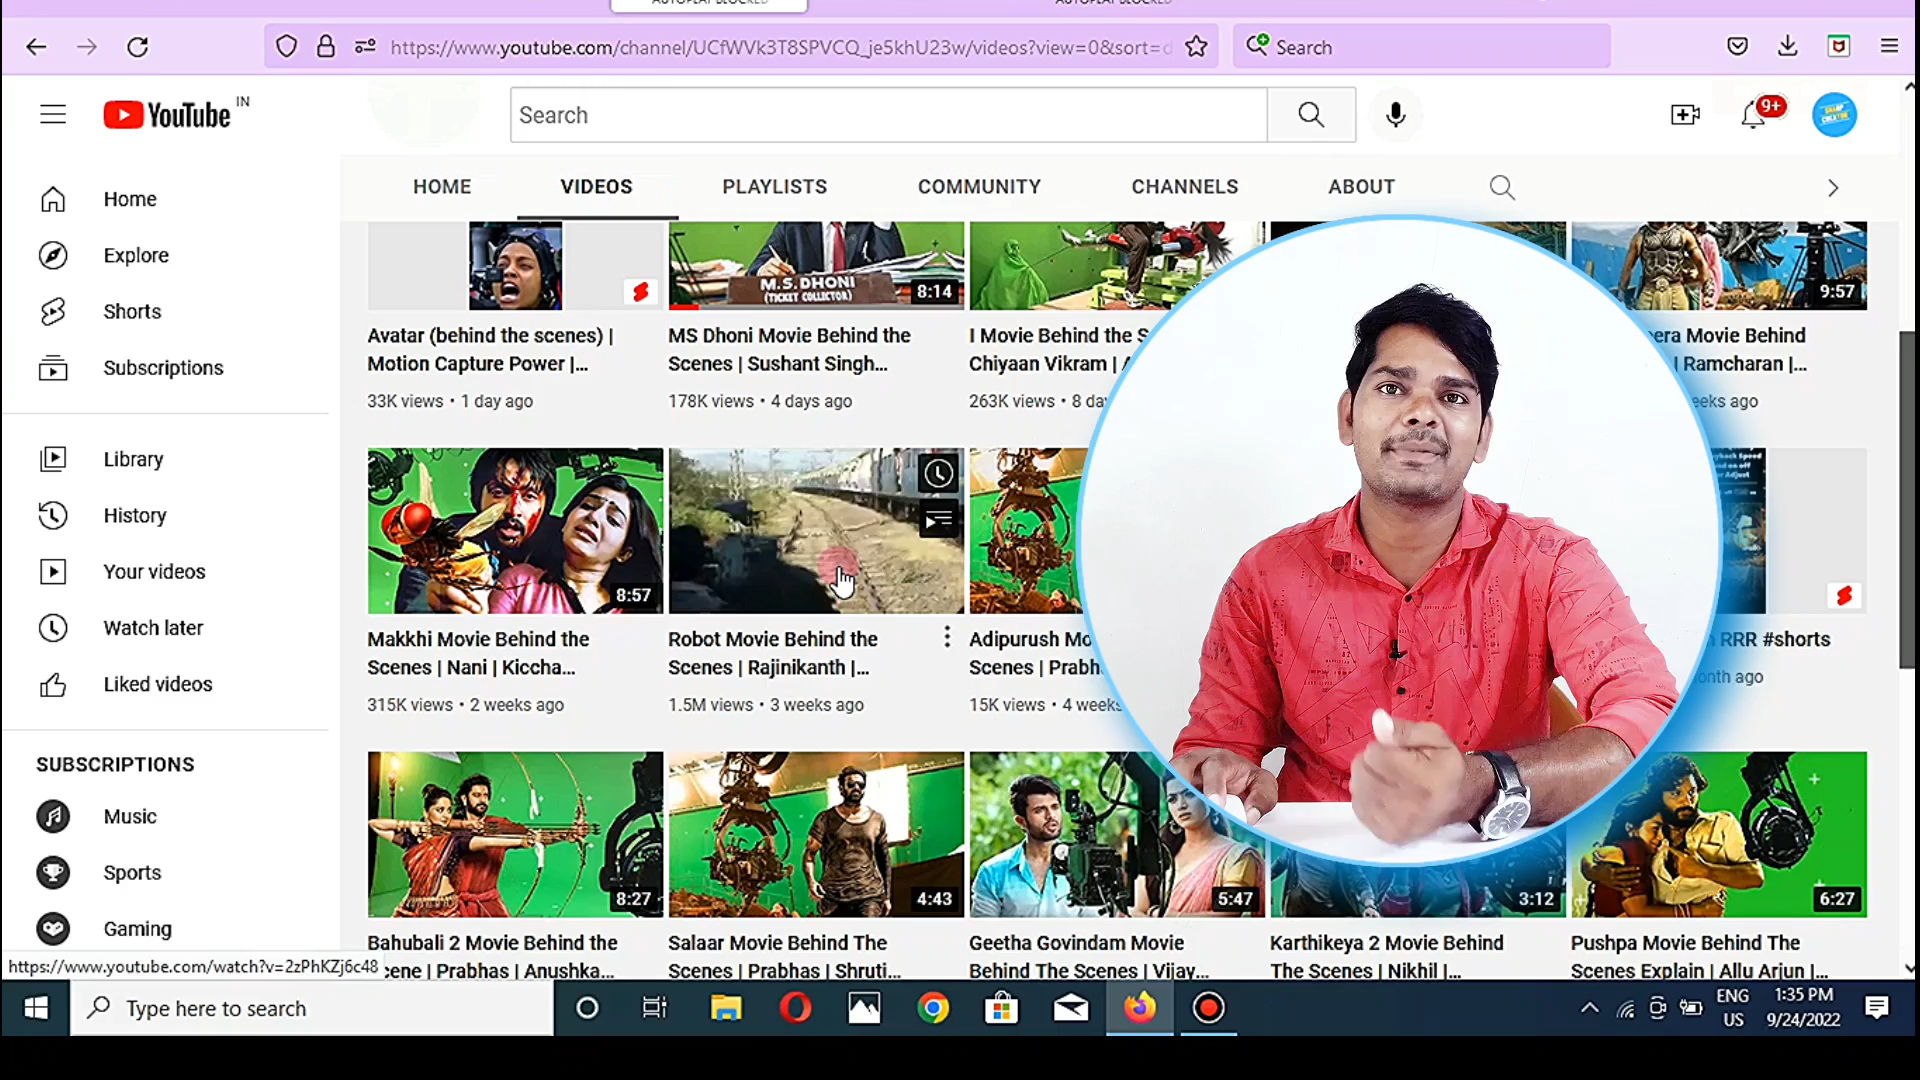 https://www.youtube.com/channel/UCfWVk3T8SPVCQ_je5khU23w/videos?view=0&sort=d
Search
YouTube IN
Search
9+
HOME
VIDEOS
PLAYLISTS
COMMUNITY
CHANNELS
ABOUT
Home
Explore
Shorts
Subscriptions
Library
History
Your videos
Watch later
Liked videos
SUBSCRIPTIONS
Music
Sports
Gaming
M.S.DHONI
(TICKET COLLECTOR)
8:14
9:57
Avatar (behind the scenes) |
Motion Capture Power |...
33K views • 1 day ago
MS Dhoni Movie Behind the
Scenes | Sushant Singh...
178K views • 4 days ago
I Movie Behind the S
Chiyaan Vikram |
263K views • 8 da
era Movie Behind
| Ramcharan |...
eeks ago
8:57
Makkhi Movie Behind the
Scenes | Nani | Kiccha...
315K views • 2 weeks ago
Robot Movie Behind the
Scenes | Rajinikanth |...
1.5M views • 3 weeks ago
Adipurush Mo
Scenes | Prabh
15K views • 4 week
RRR #shorts
onth ago
8:27
4:43
5:47
3:12
6:27
Bahubali 2 Movie Behind the
cene | Prabhas | Anushka...
Salaar Movie Behind The
Scenes | Prabhas | Shruti...
Geetha Govindam Movie
Behind The Scenes | Vijay...
Karthikeya 2 Movie Behind
The Scenes | Nikhil |...
Pushpa Movie Behind The
Scenes Explain | Allu Arjun |...
https://www.youtube.com/watch?v=2zPhKZj6c48
Type here to search
ENG
US
1:35 PM
9/24/2022